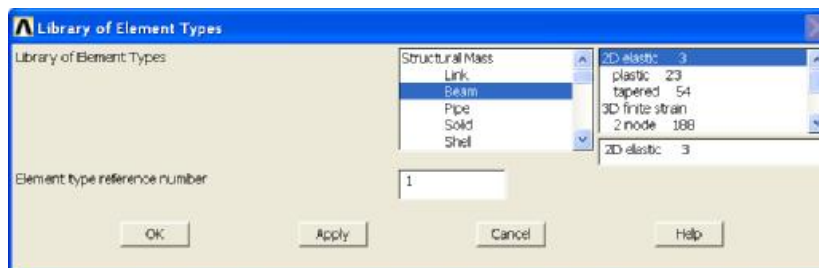 Library of Element Types
Library of Element Types
Structural Mass
Link
Beam
Pipe
Solid
Shell
2D elastic 3
plastic 23
tapered 54
3D finite strain
2 node 188
2D elastic 3
Element type reference number
1
OK Apply Cancel Help